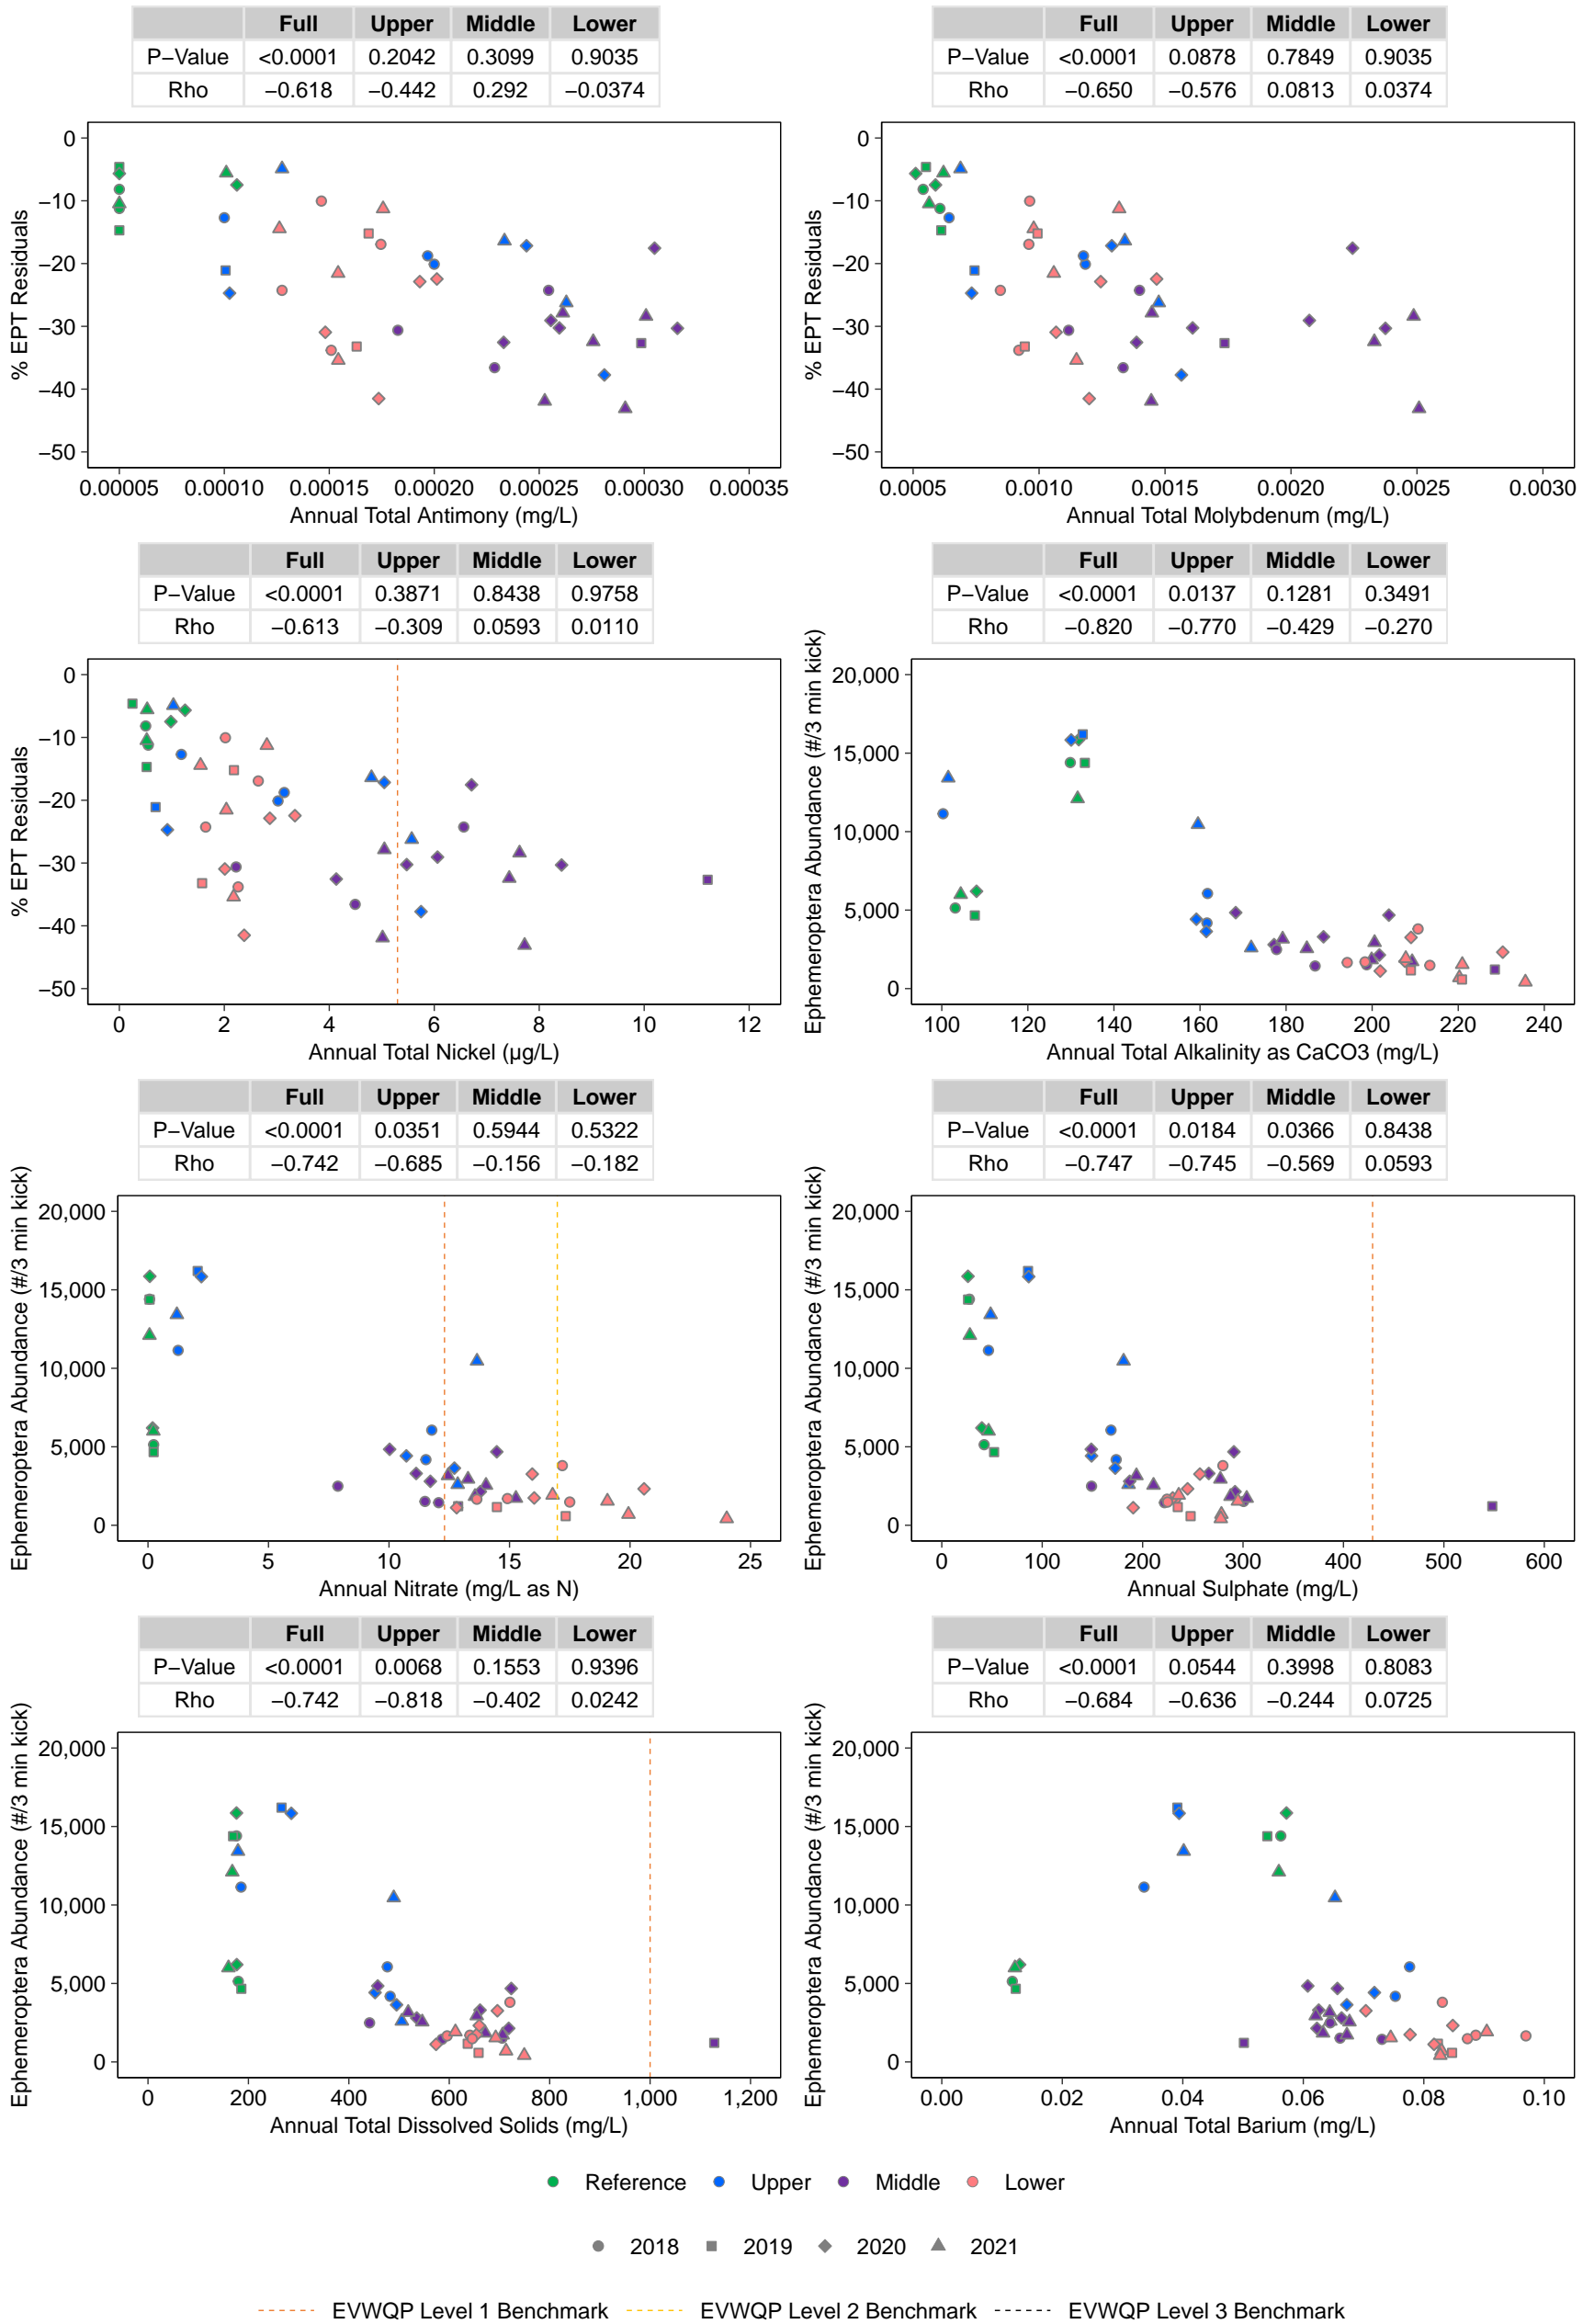 Full Upper Middle Lower
P−Value <0.0001 0.2042 0.3099 0.9035
Rho −0.618 −0.442 0.292 −0.0374
% EPT Residuals
0
−10
−20
−30
−40
−50
0.00005 0.00010 0.00015 0.00020 0.00025 0.00030 0.00035
Annual Total Antimony (mg/L)
Full Upper Middle Lower
P−Value <0.0001 0.0878 0.7849 0.9035
Rho −0.650 −0.576 0.0813 0.0374
% EPT Residuals
0
−10
−20
−30
−40
−50
0.0005 0.0010 0.0015 0.0020 0.0025 0.0030
Annual Total Molybdenum (mg/L)
Full Upper Middle Lower
P−Value <0.0001 0.3871 0.8438 0.9758
Rho −0.613 −0.309 0.0593 0.0110
% EPT Residuals
0
−10
−20
−30
−40
−50
0 2 4 6 8 10 12
Annual Total Nickel (µg/L)
Full Upper Middle Lower
P−Value <0.0001 0.0137 0.1281 0.3491
Rho −0.820 −0.770 −0.429 −0.270
Ephemeroptera Abundance (#/3 min kick)
20,000
15,000
10,000
5,000
0
100 120 140 160 180 200 220 240
Annual Total Alkalinity as CaCO3 (mg/L)
Full Upper Middle Lower
P−Value <0.0001 0.0351 0.5944 0.5322
Rho −0.742 −0.685 −0.156 −0.182
Ephemeroptera Abundance (#/3 min kick)
20,000
15,000
10,000
5,000
0
0 5 10 15 20 25
Annual Nitrate (mg/L as N)
Full Upper Middle Lower
P−Value <0.0001 0.0184 0.0366 0.8438
Rho −0.747 −0.745 −0.569 0.0593
Ephemeroptera Abundance (#/3 min kick)
20,000
15,000
10,000
5,000
0
0 100 200 300 400 500 600
Annual Sulphate (mg/L)
Full Upper Middle Lower
P−Value <0.0001 0.0068 0.1553 0.9396
Rho −0.742 −0.818 −0.402 0.0242
Ephemeroptera Abundance (#/3 min kick)
20,000
15,000
10,000
5,000
0
0 200 400 600 800 1,000 1,200
Annual Total Dissolved Solids (mg/L)
Full Upper Middle Lower
P−Value <0.0001 0.0544 0.3998 0.8083
Rho −0.684 −0.636 −0.244 0.0725
Ephemeroptera Abundance (#/3 min kick)
20,000
15,000
10,000
5,000
0
0.00 0.02 0.04 0.06 0.08 0.10
Annual Total Barium (mg/L)
Reference Upper Middle Lower
2018 2019 2020 2021
EVWQP Level 1 Benchmark EVWQP Level 2 Benchmark EVWQP Level 3 Benchmark